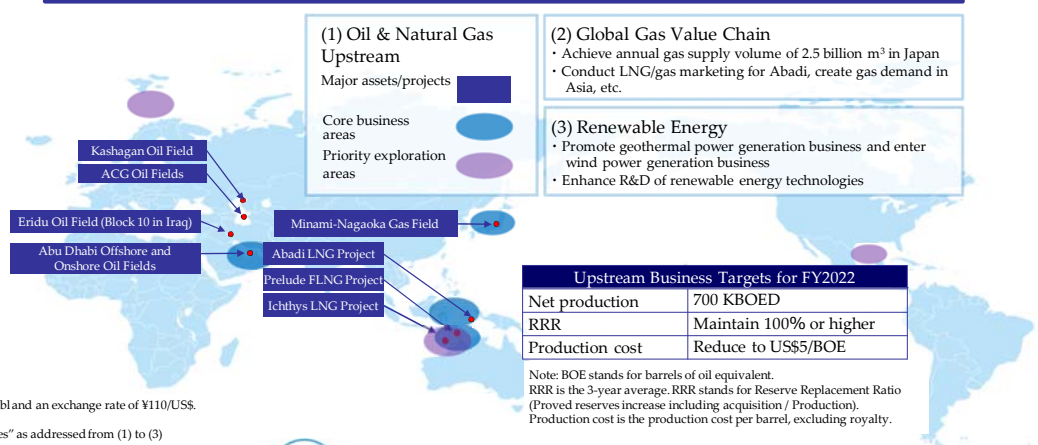 (1) Oil & Natural Gas
Upstream
Major assets/projects
Core business
areas
Priority exploration
areas
(2) Global Gas Value Chain
・Achieve annual gas supply volume of 2.5 billion m³ in Japan
・Conduct LNG/gas marketing for Abadi, create gas demand in
Asia, etc.
(3) Renewable Energy
・Promote geothermal power generation business and enter
wind power generation business
・Enhance R&D of renewable energy technologies
Kashagan Oil Field
ACG Oil Fields
Eridu Oil Field (Block 10 in Iraq)
Abu Dhabi Offshore and
Onshore Oil Fields
Minami-Nagaoka Gas Field
Abadi LNG Project
Prelude FLNG Project
Ichthys LNG Project
Upstream Business Targets for FY2022
Net production 700 KBOED
RRR Maintain 100% or higher
Production cost Reduce to US$5/BOE
Note: BOE stands for barrels of oil equivalent.
RRR is the 3-year average. RRR stands for Reserve Replacement Ratio
(Proved reserves increase including acquisition / Production).
Production cost is the production cost per barrel, excluding royalty.
and an exchange rate of ¥110/US$.
as addressed from (1) to (3)